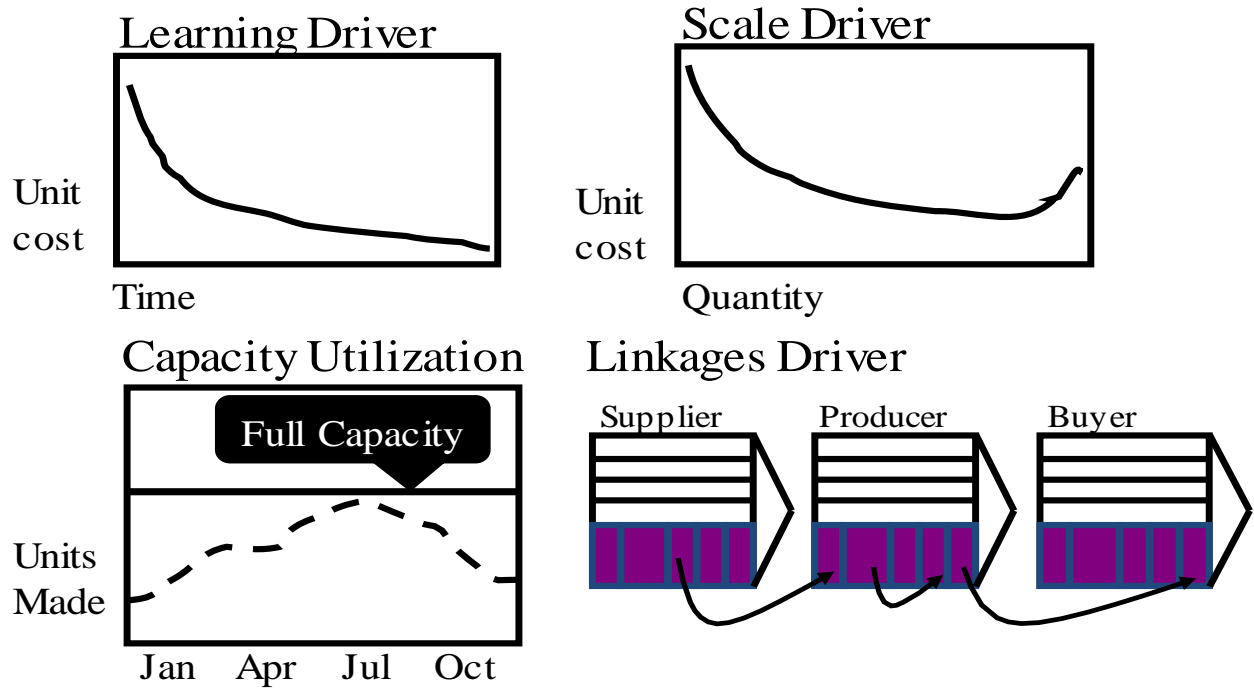 Learning Driver
Unit
cost
Time
Scale Driver
Unit
cost
Quantity
Capacity Utilization
Full Capacity
Units
Made
Jan Apr Jul Oct
Linkages Driver
Supplier Producer Buyer